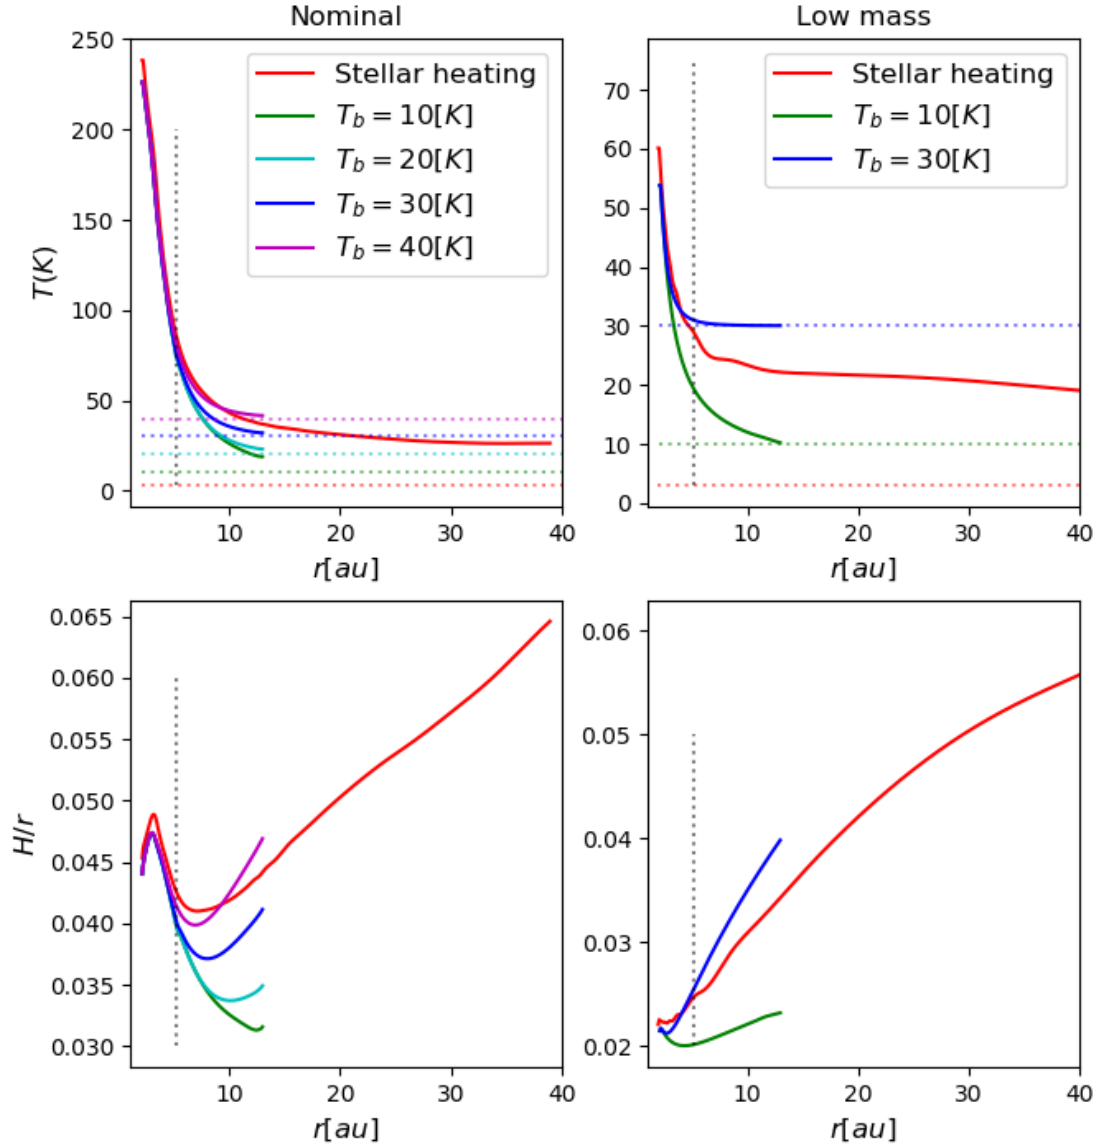 Nominal
Low mass
250
200
150
100
50
0
T(K)
Stellar heating
T_b = 10[K]
T_b = 20[K]
T_b = 30[K]
T_b = 40[K]
10
20
30
40
r[au]
70
60
50
40
30
20
10
0
Stellar heating
T_b = 10[K]
T_b = 30[K]
10
20
30
40
r[au]
0.065
0.060
0.055
0.050
0.045
0.040
0.035
0.030
H/r
10
20
30
40
r[au]
0.06
0.05
0.04
0.03
0.02
10
20
30
40
r[au]